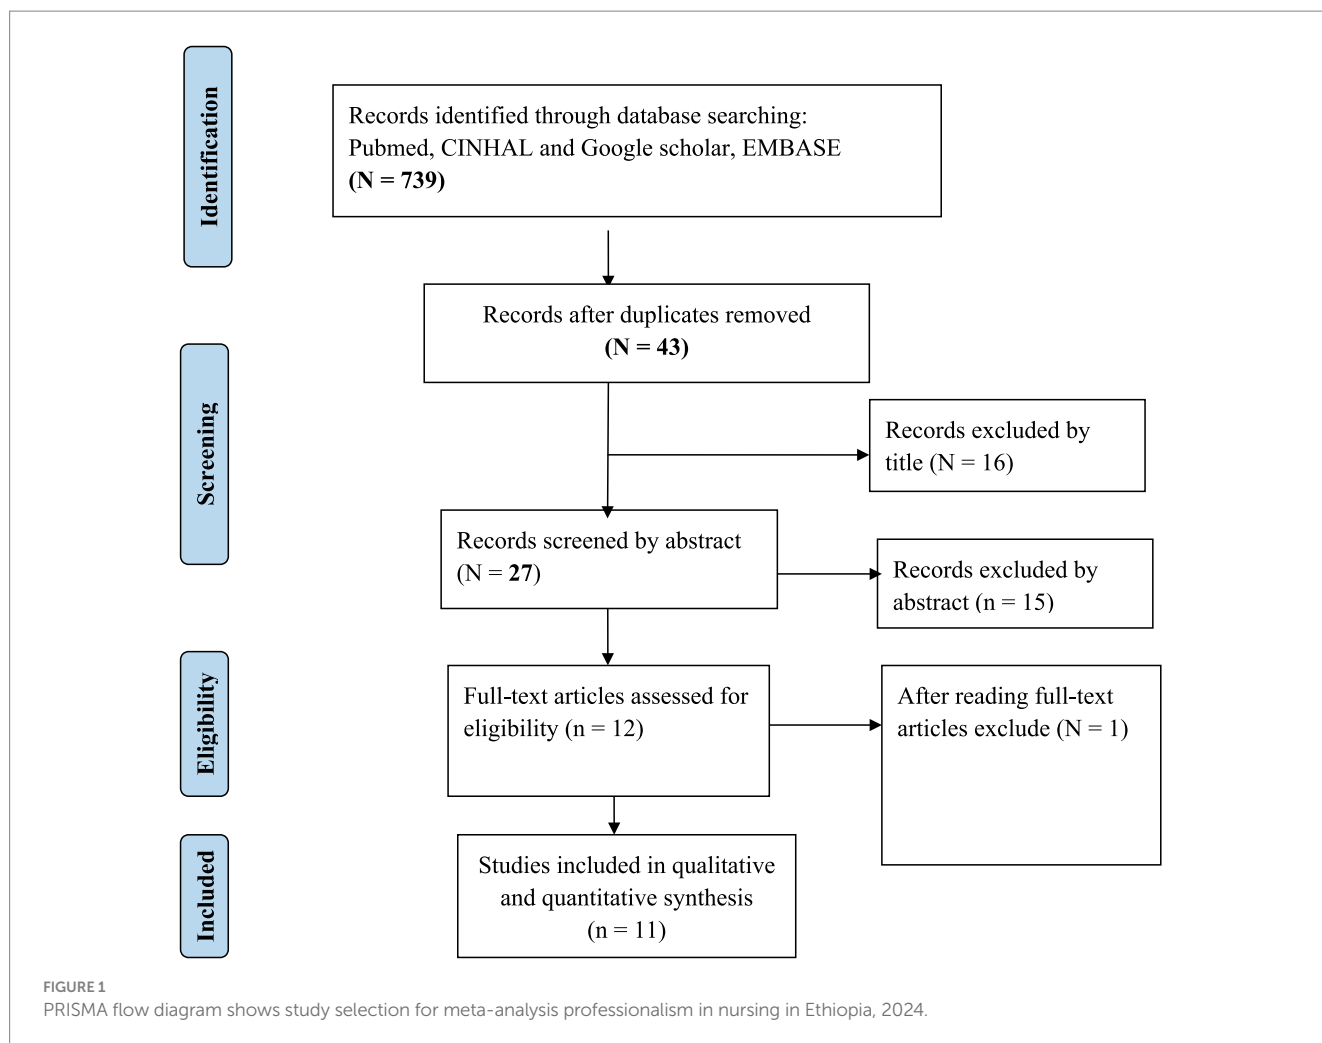 Identification
Records identified through database searching:
Pubmed, CINHAL and Google scholar, EMBASE
(N = 739)
Records after duplicates removed
(N = 43)
Screening
Records excluded by
title (N = 16)
Records screened by abstract
(N = 27)
Records excluded by
abstract (n = 15)
Eligibility
Full-text articles assessed for
eligibility (n = 12)
After reading full-text
articles exclude (N = 1)
Included
Studies included in qualitative
and quantitative synthesis
(n = 11)
FIGURE 1
PRISMA flow diagram shows study selection for meta-analysis professionalism in nursing in Ethiopia, 2024.